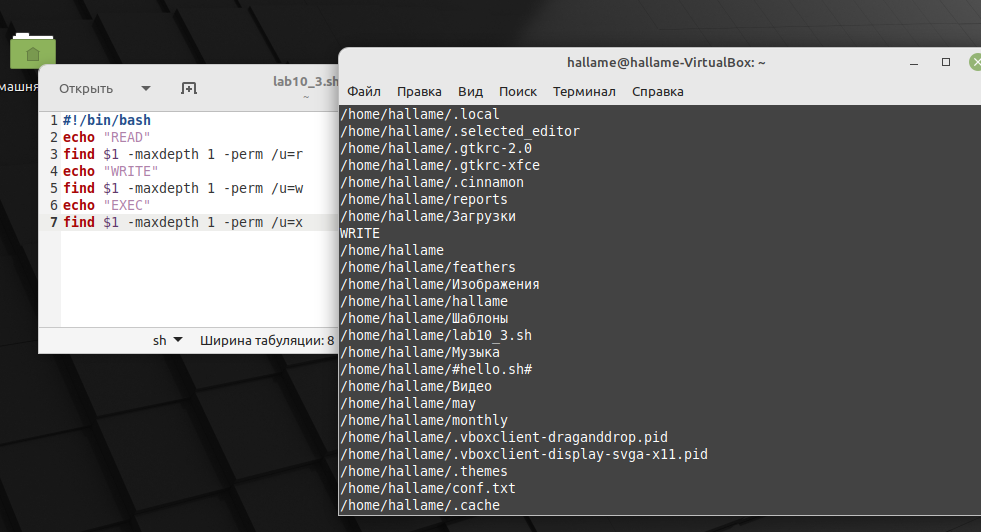 машня
Открыть
lab10_3.sh
~
1 #!/bin/bash
2 echo "READ"
3 find $1 -maxdepth 1 -perm /u=r
4 echo "WRITE"
5 find $1 -maxdepth 1 -perm /u=w
6 echo "EXEC"
7 find $1 -maxdepth 1 -perm /u=x
sh Ширина табуляции: 8
hallame@hallame-VirtualBox: ~
Файл Правка Вид Поиск Терминал Справка
/home/hallame/.local
/home/hallame/.selected_editor
/home/hallame/.gtkrc-2.0
/home/hallame/.gtkrc-xfce
/home/hallame/.cinnamon
/home/hallame/reports
/home/hallame/Загрузки
WRITE
/home/hallame
/home/hallame/feathers
/home/hallame/Изображения
/home/hallame/hallame
/home/hallame/Шаблоны
/home/hallame/lab10_3.sh
/home/hallame/Музыка
/home/hallame/#hello.sh#
/home/hallame/Видео
/home/hallame/may
/home/hallame/monthly
/home/hallame/.vboxclient-draganddrop.pid
/home/hallame/.vboxclient-display-svga-x11.pid
/home/hallame/.themes
/home/hallame/conf.txt
/home/hallame/.cache